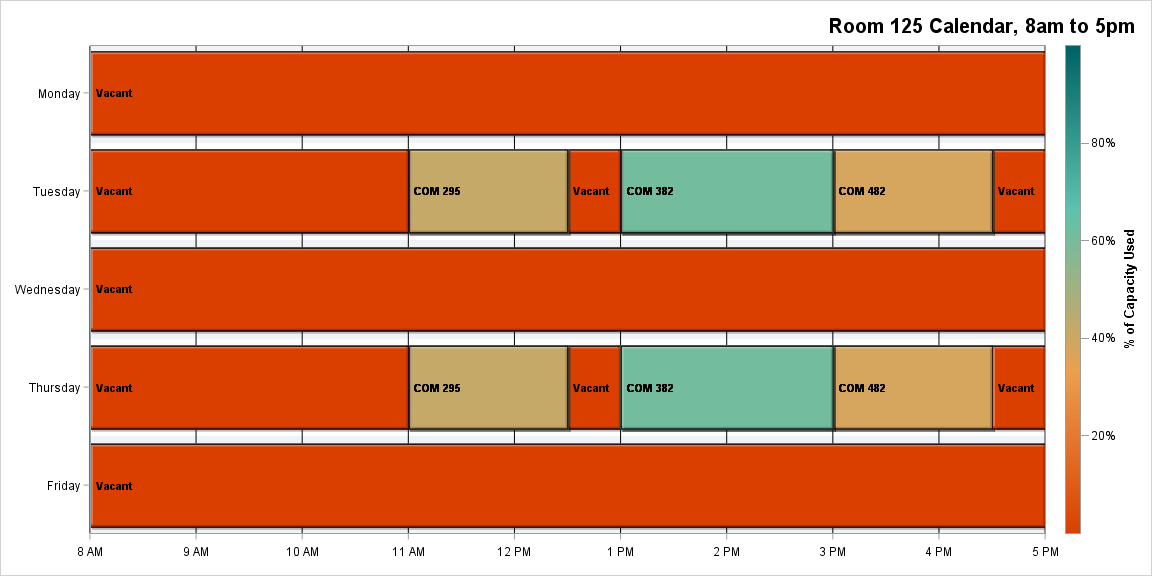 Room 125 Calendar, 8am to 5pm
Monday
Vacant
Tuesday
Vacant
COM 295
Vacant
COM 382
COM 482
Vacant
Wednesday
Vacant
Thursday
Vacant
COM 295
Vacant
COM 382
COM 482
Vacant
Friday
Vacant
8 AM
9 AM
10 AM
11 AM
12 PM
1 PM
2 PM
3 PM
4 PM
5 PM
80%
60%
40%
20%
% of Capacity Used